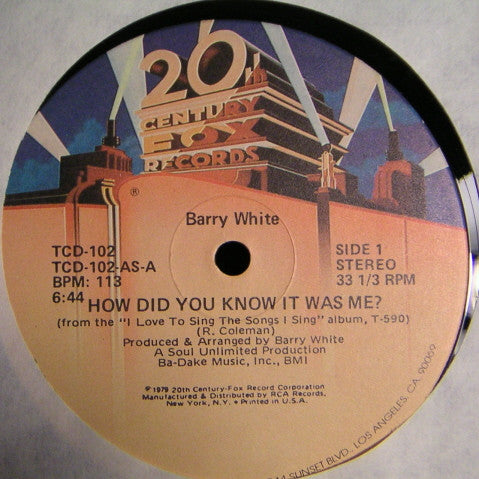 20th
CENTURY
FOX
RECORDS
®
Barry White
TCD-102
TCD-102-AS-A
BPM: 113
6:44
SIDE 1
STEREO
33 1/3 RPM
HOW DID YOU KNOW IT WAS ME?
(from the "I Love To Sing The Songs I Sing" album, T-590)
(R. Coleman)
Produced & Arranged by Barry White
A Soul Unlimited Production
Ba-Dake Music, Inc., BMI
℗ 1979 20th Century-Fox Record Corporation
Manufactured & Distributed by RCA Records,
New York, N.Y. • Printed in U.S.A.
SUNSET BLVD., LOS ANGELES, CA 90069